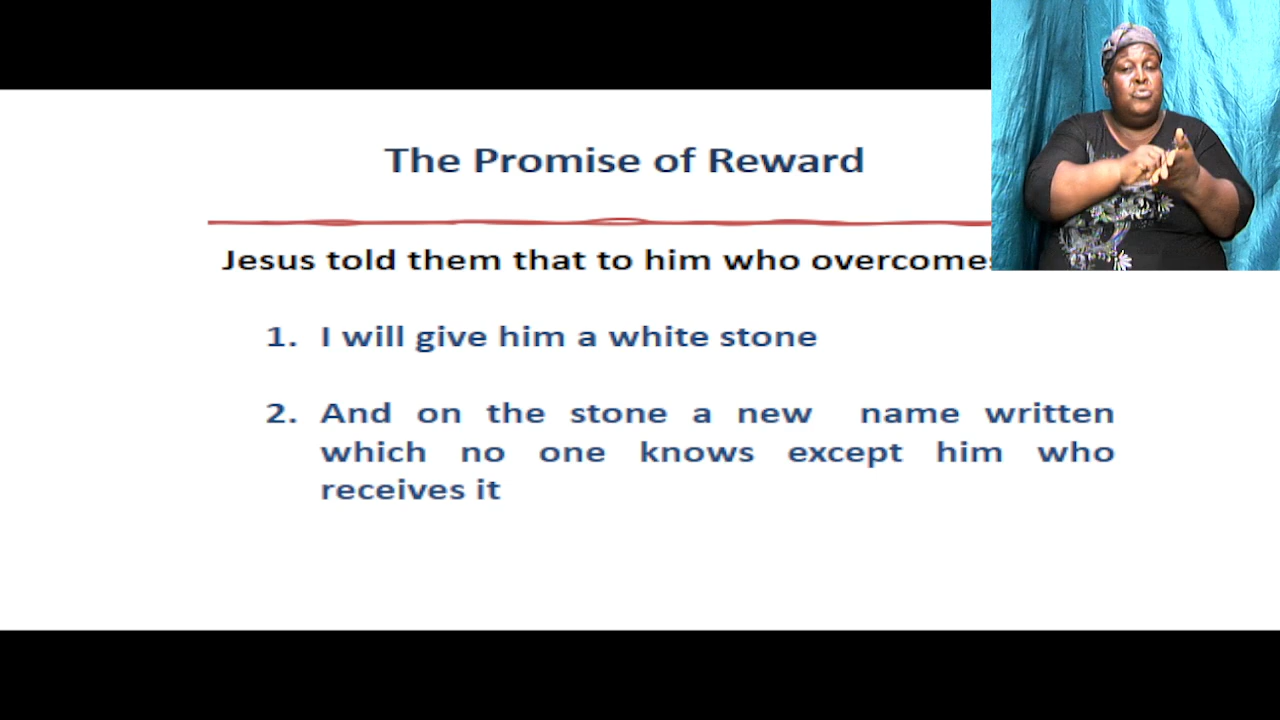 The Promise of Reward
Jesus told them that to him who overcomes
1. I will give him a white stone
2. And on the stone a new name written
which no one knows except him who
receives it